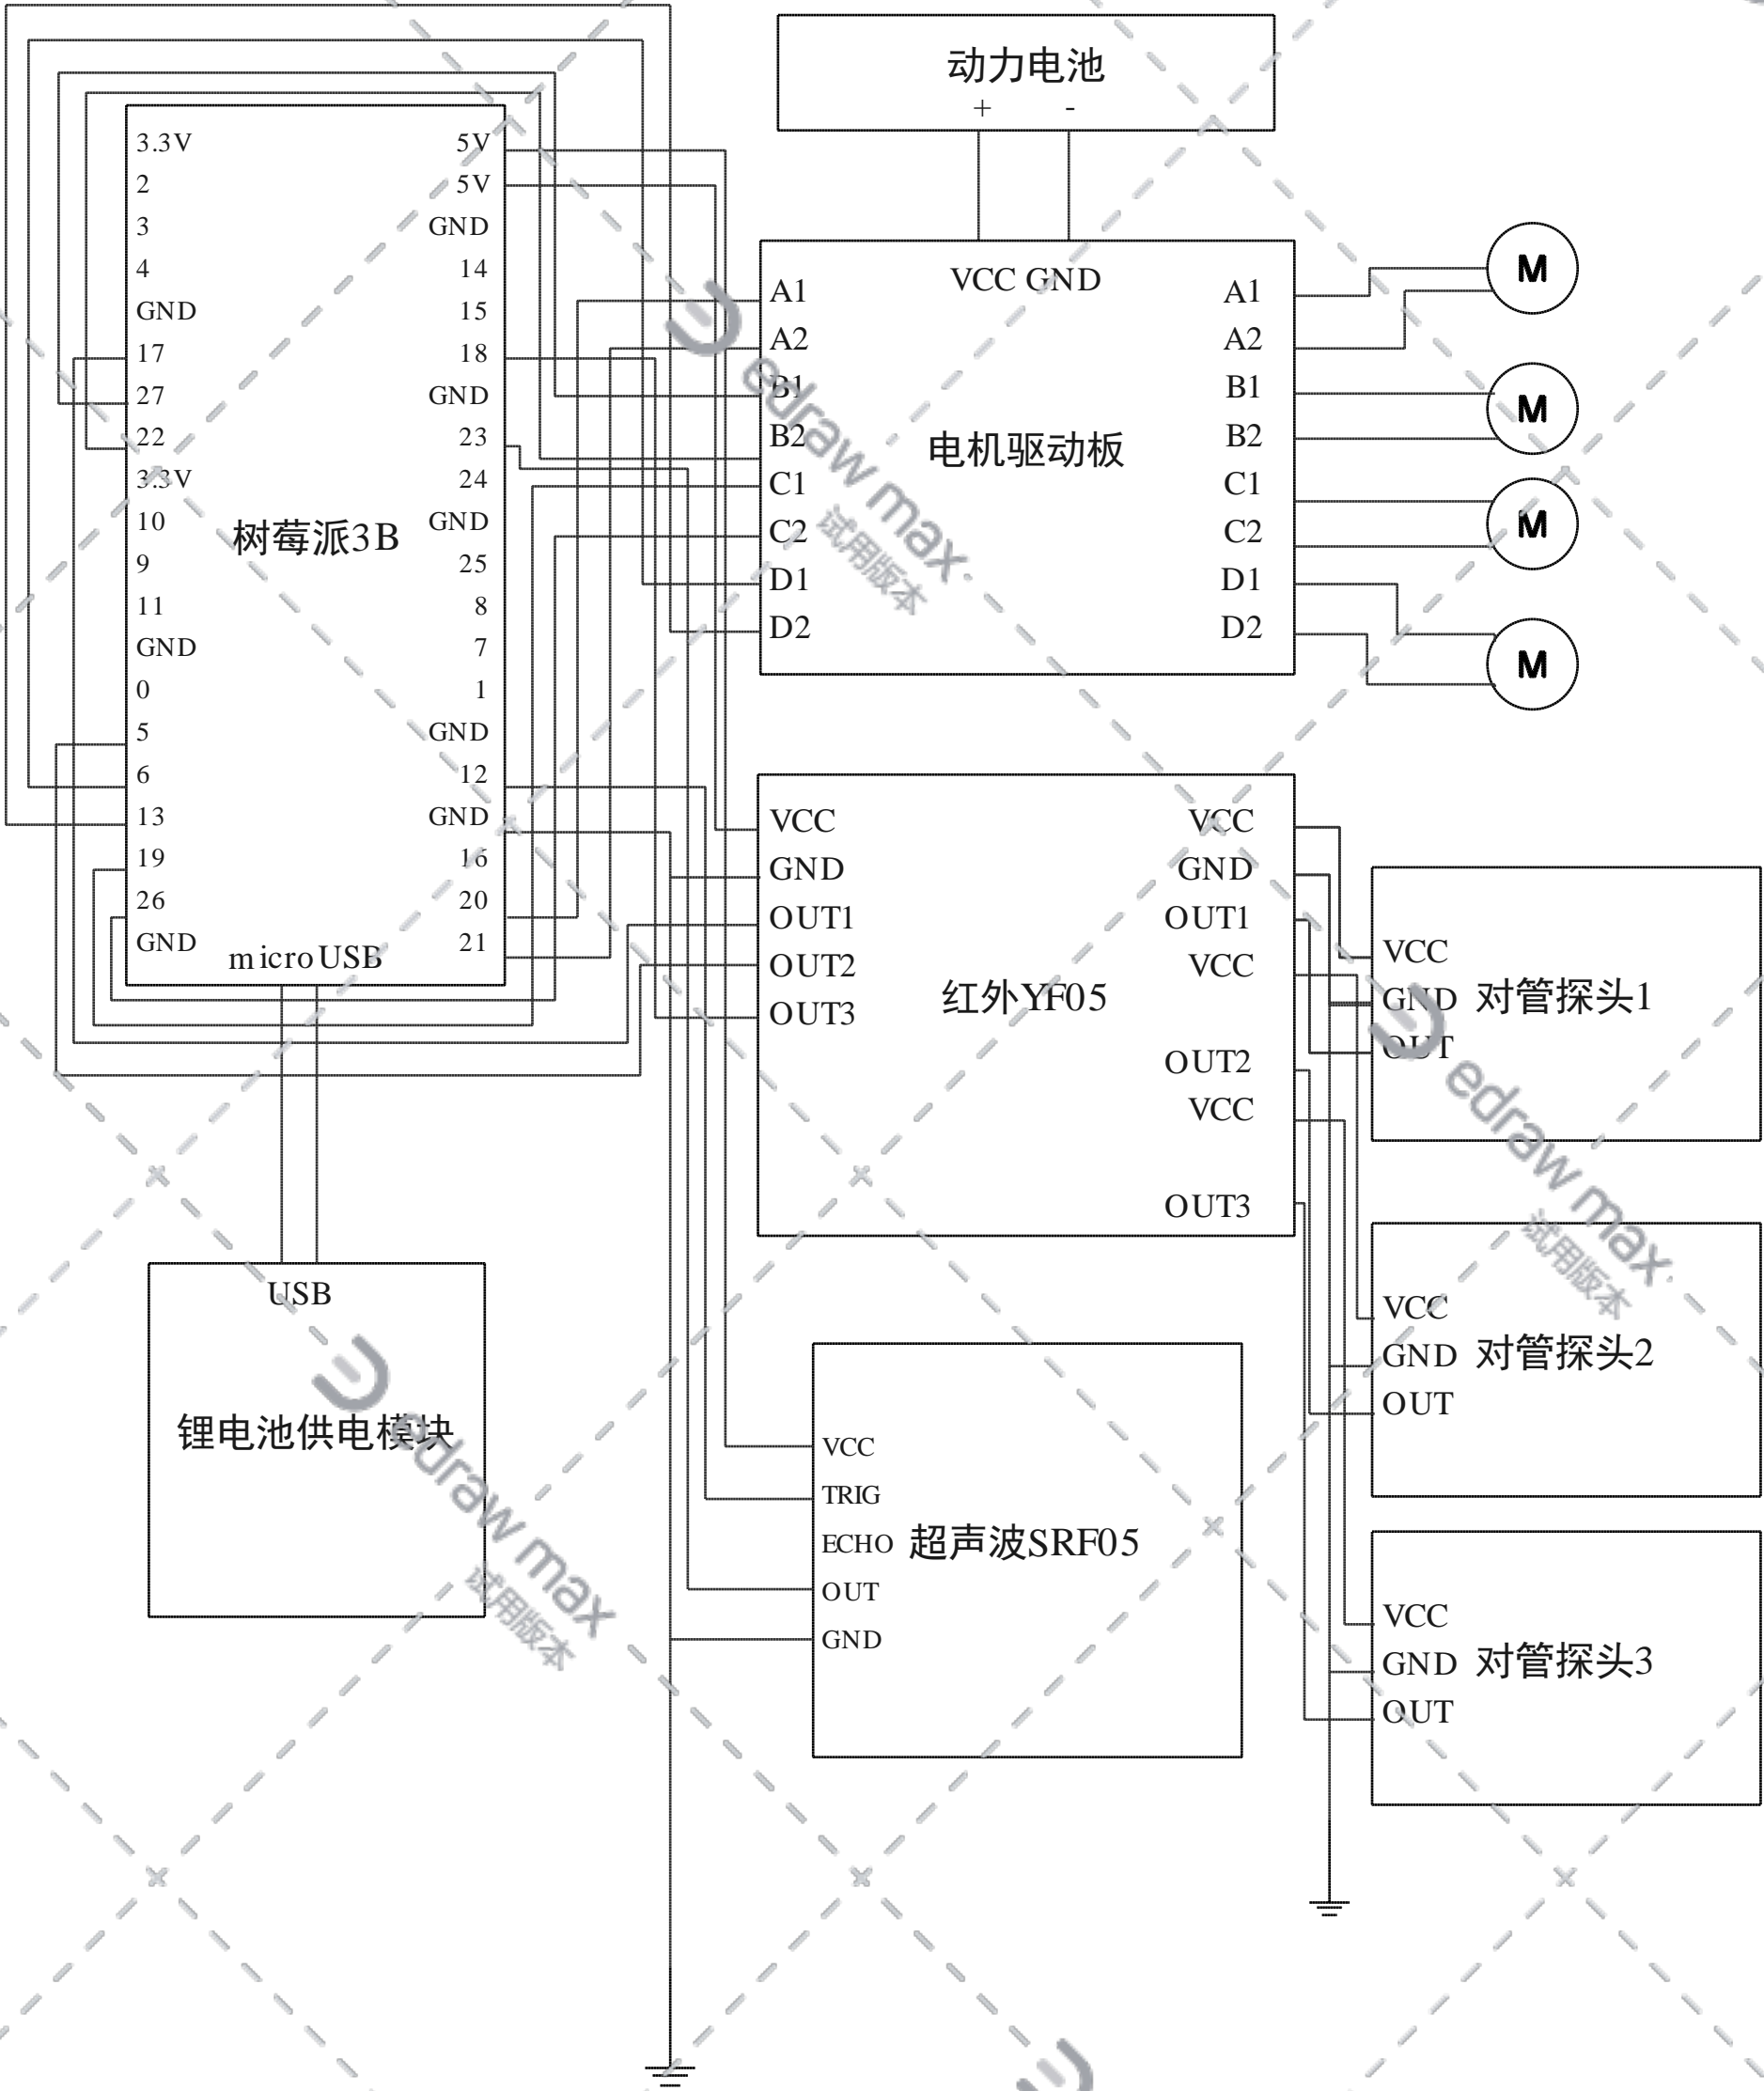 动力电池
+ -
3.3V 5V
2 5V
3 GND
4 14
GND 15
17 18
27 GND
22 23
3.3V 24
10 GND
9 25
11 8
GND 7
0 1
5 GND
6 12
13 GND
19 16
26 20
GND 21
树莓派3B
microUSB
VCC GND
A1 A1
A2 A2
B1 B1
B2 B2
C1 C1
C2 C2
D1 D1
D2 D2
电机驱动板
M
M
M
M
VCC VCC
GND GND
OUT1 OUT1
OUT2 VCC
OUT3
OUT2
VCC
OUT3
红外YF05
VCC
GND 对管探头1
OUT
VCC
GND 对管探头2
OUT
VCC
GND 对管探头3
OUT
USB
锂电池供电模块
VCC
TRIG
ECHO 超声波SRF05
OUT
GND
edraw max
试用版本
edraw max
试用版本
edraw max
试用版本